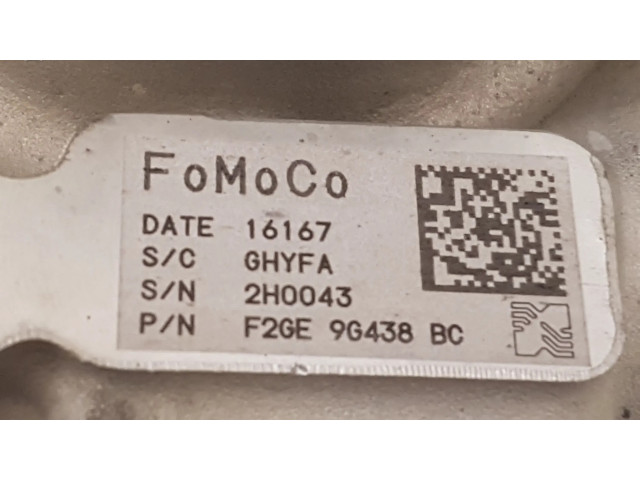 FoMoCo
DATE 16167
S/C GHYFA
S/N 2H0043
P/N F2GE 9G438 BC